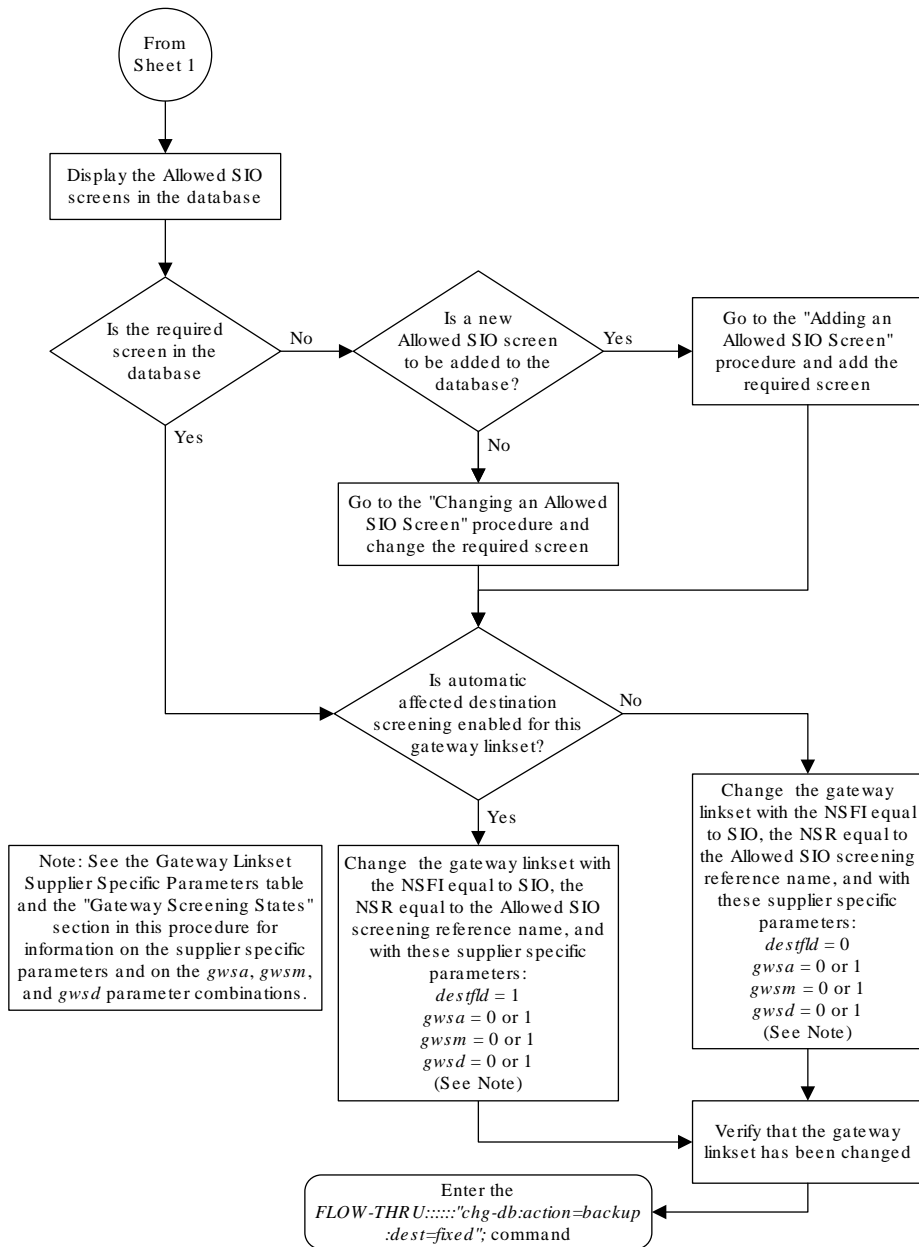 From
Sheet 1
Display the Allowed SIO
screens in the database
Is the required
screen in the
database
No
Is a new
Allowed SIO screen
to be added to the
database?
Yes
Go to the "Adding an
Allowed SIO Screen"
procedure and add the
required screen
Yes
No
Go to the "Changing an Allowed
SIO Screen" procedure and
change the required screen
Is automatic
affected destination
screening enabled for this
gateway linkset?
No
Yes
Change the gateway
linkset with the NSFI equal
to SIO, the NSR equal to
the Allowed SIO screening
reference name, and with
these supplier specific
parameters:
destfld = 0
gwsa = 0 or 1
gwsm = 0 or 1
gwsd = 0 or 1
(See Note)
Note: See the Gateway Linkset
Supplier Specific Parameters table
and the "Gateway Screening States"
section in this procedure for
information on the supplier specific
parameters and on the gwsa, gwsm,
and gwsd parameter combinations.
Change the gateway linkset with
the NSFI equal to SIO, the
NSR equal to the Allowed SIO
screening reference name, and
with these supplier specific
parameters:
destfld = 1
gwsa = 0 or 1
gwsm = 0 or 1
gwsd = 0 or 1
(See Note)
Verify that the gateway
linkset has been changed
Enter the
FLOW-THRU::::::"chg-db:action=backup
:dest=fixed"; command